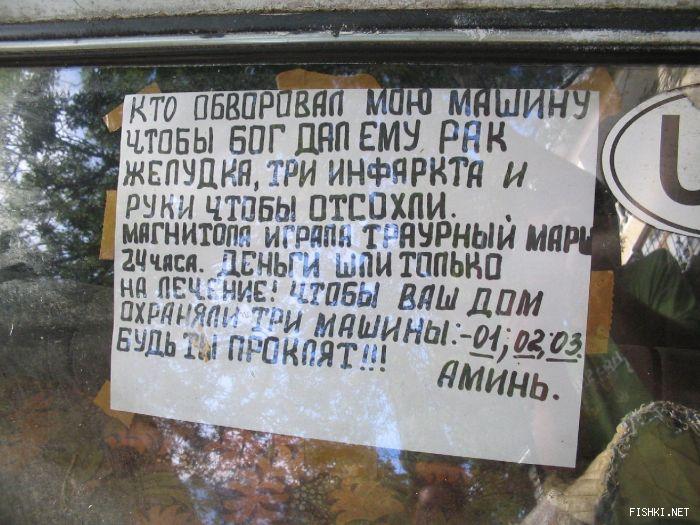 КТО ОБВОРОВАЛ МОЮ МАШИНУ
ЧТОБЫ БОГ ДАЛ ЕМУ РАК
ЖЕЛУДКА, ТРИ ИНФАРКТА И
РУКИ ЧТОБЫ ОТСОХЛИ.
МАГНИТОЛА ИГРАЛА ТРАУРНЫЙ МАРШ
24 ЧАСА. ДЕНЬГИ ШЛИ ТОЛЬКО
НА ЛЕЧЕНИЕ! ЧТОБЫ ВАШ ДОМ
ОХРАНЯЛИ ТРИ МАШИНЫ:-01; 02; 03.
БУДЬ ТЫ ПРОКЛЯТ!!!
АМИНЬ.
FISHKI.NET